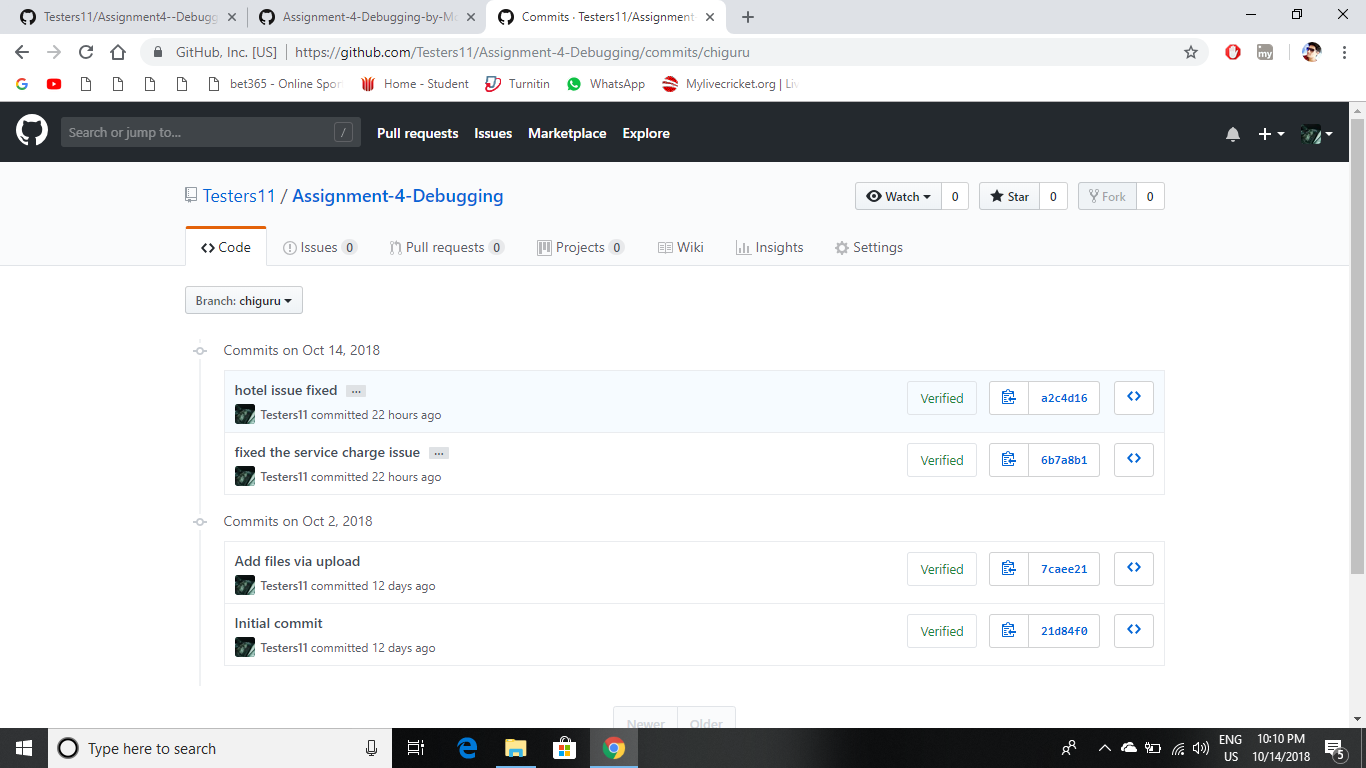 Testers11/Assignment4--Debugg
Assignment-4-Debugging-by-Mo
Commits · Testers11/Assignment
GitHub, Inc. [US] | https://github.com/Testers11/Assignment-4-Debugging/commits/chiguru
my
bet365 - Online Spor
Home - Student
Turnitin
WhatsApp
Mylivecricket.org | Liv
Search or jump to... /
Pull requests Issues Marketplace Explore
Testers11 / Assignment-4-Debugging
Watch 0 Star 0 Fork 0
Code Issues 0 Pull requests 0 Projects 0 Wiki Insights Settings
Branch: chiguru
Commits on Oct 14, 2018
hotel issue fixed ...
Testers11 committed 22 hours ago
Verified a2c4d16
fixed the service charge issue ...
Testers11 committed 22 hours ago
Verified 6b7a8b1
Commits on Oct 2, 2018
Add files via upload
Testers11 committed 12 days ago
Verified 7caee21
Initial commit
Testers11 committed 12 days ago
Verified 21d84f0
Newer Older
Type here to search
ENG
US
10:10 PM
10/14/2018
5